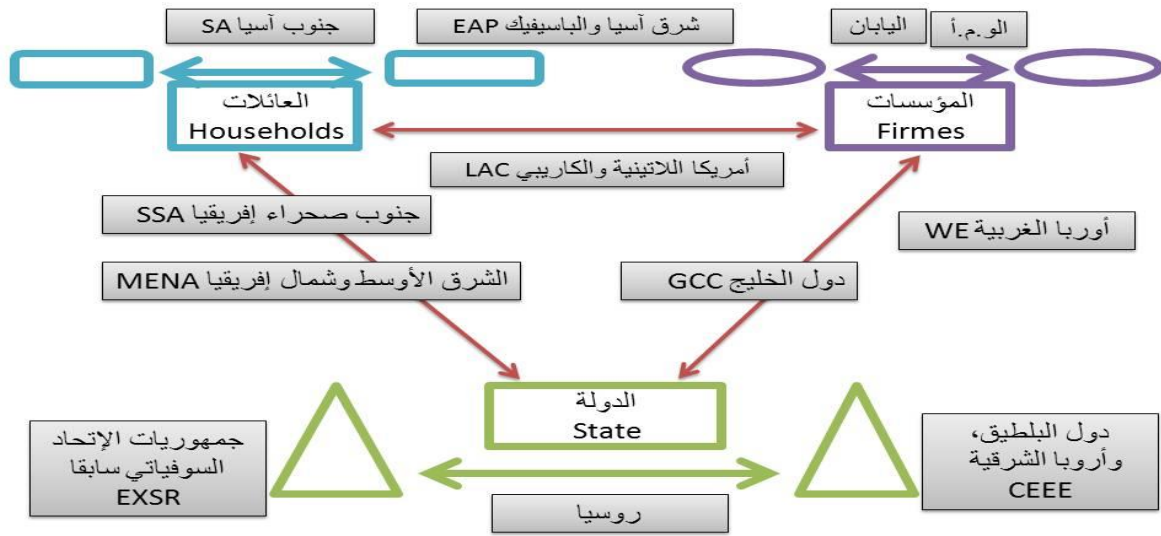 جنوب آسيا SA
شرق آسيا والباسيفيك EAP
اليابان
الو.م.أ
العائلات
Households
المؤسسات
Firmes
أمريكا اللاتينية والكاريبي LAC
جنوب صحراء إفريقيا SSA
أوربا الغربية WE
الشرق الأوسط وشمال إفريقيا MENA
دول الخليج GCC
الدولة
State
جمهوريات الإتحاد
السوفياتي سابقا
EXSR
دول البلطيق،
وأروبا الشرقية
CEEE
روسيا